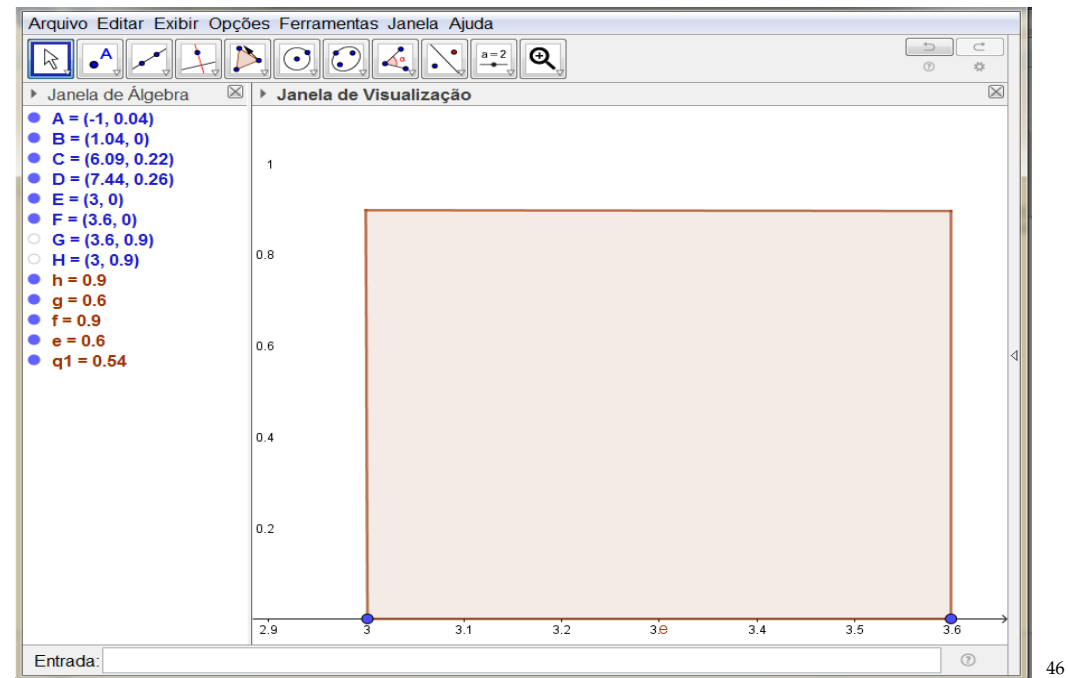 Arquivo Editar Exibir Opções Ferramentas Janela Ajuda
A
α
a=2
Janela de Álgebra
Janela de Visualização
A = (-1, 0.04)
B = (1.04, 0)
C = (6.09, 0.22)
D = (7.44, 0.26)
E = (3, 0)
F = (3.6, 0)
G = (3.6, 0.9)
H = (3, 0.9)
h = 0.9
g = 0.6
f = 0.9
e = 0.6
q1 = 0.54
1
0.8
0.6
0.4
0.2
2.9 3 3.1 3.2 3.e 3.4 3.5 3.6
Entrada:
46